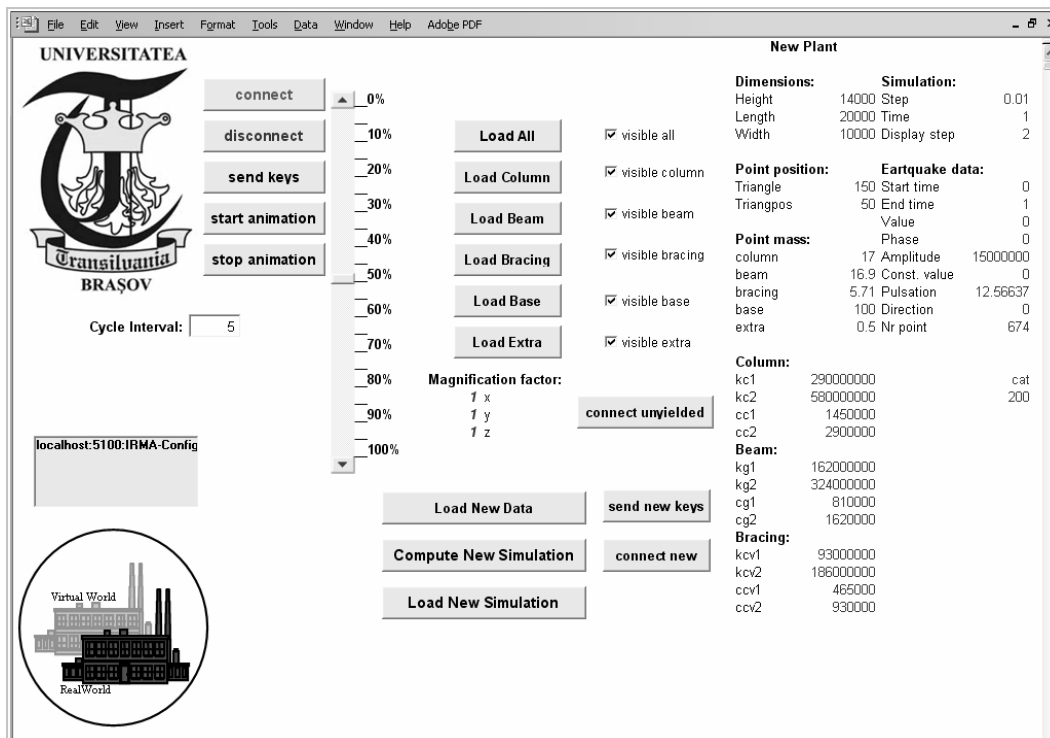 File Edit View Insert Format Tools Data Window Help Adobe PDF
UNIVERSITATEA
Transilvania
BRAȘOV
connect
disconnect
send keys
start animation
stop animation
Cycle Interval: 5
localhost:5100:IRMA-Config
Virtual World
RealWorld
0%
10%
20%
30%
40%
50%
60%
70%
80%
90%
100%
Load All
visible all
Load Column
visible column
Load Beam
visible beam
Load Bracing
visible bracing
Load Base
visible base
Load Extra
visible extra
Magnification factor:
1 x
1 y
1 z
connect unyielded
Load New Data
send new keys
Compute New Simulation
connect new
Load New Simulation
New Plant
Dimensions: Simulation:
Height 14000 Step 0.01
Length 20000 Time 1
Width 10000 Display step 2
Point position: Eartquake data:
Triangle 150 Start time 0
Triangpos 50 End time 1
Value 0
Point mass: Phase 0
column 17 Amplitude 15000000
beam 16.9 Const. value 0
bracing 5.71 Pulsation 12.56637
base 100 Direction 0
extra 0.5 Nr point 674
Column:
kc1 290000000 cat
kc2 580000000 200
cc1 1450000
cc2 2900000
Beam:
kg1 162000000
kg2 324000000
cg1 810000
cg2 1620000
Bracing:
kcv1 93000000
kcv2 186000000
ccv1 465000
ccv2 930000